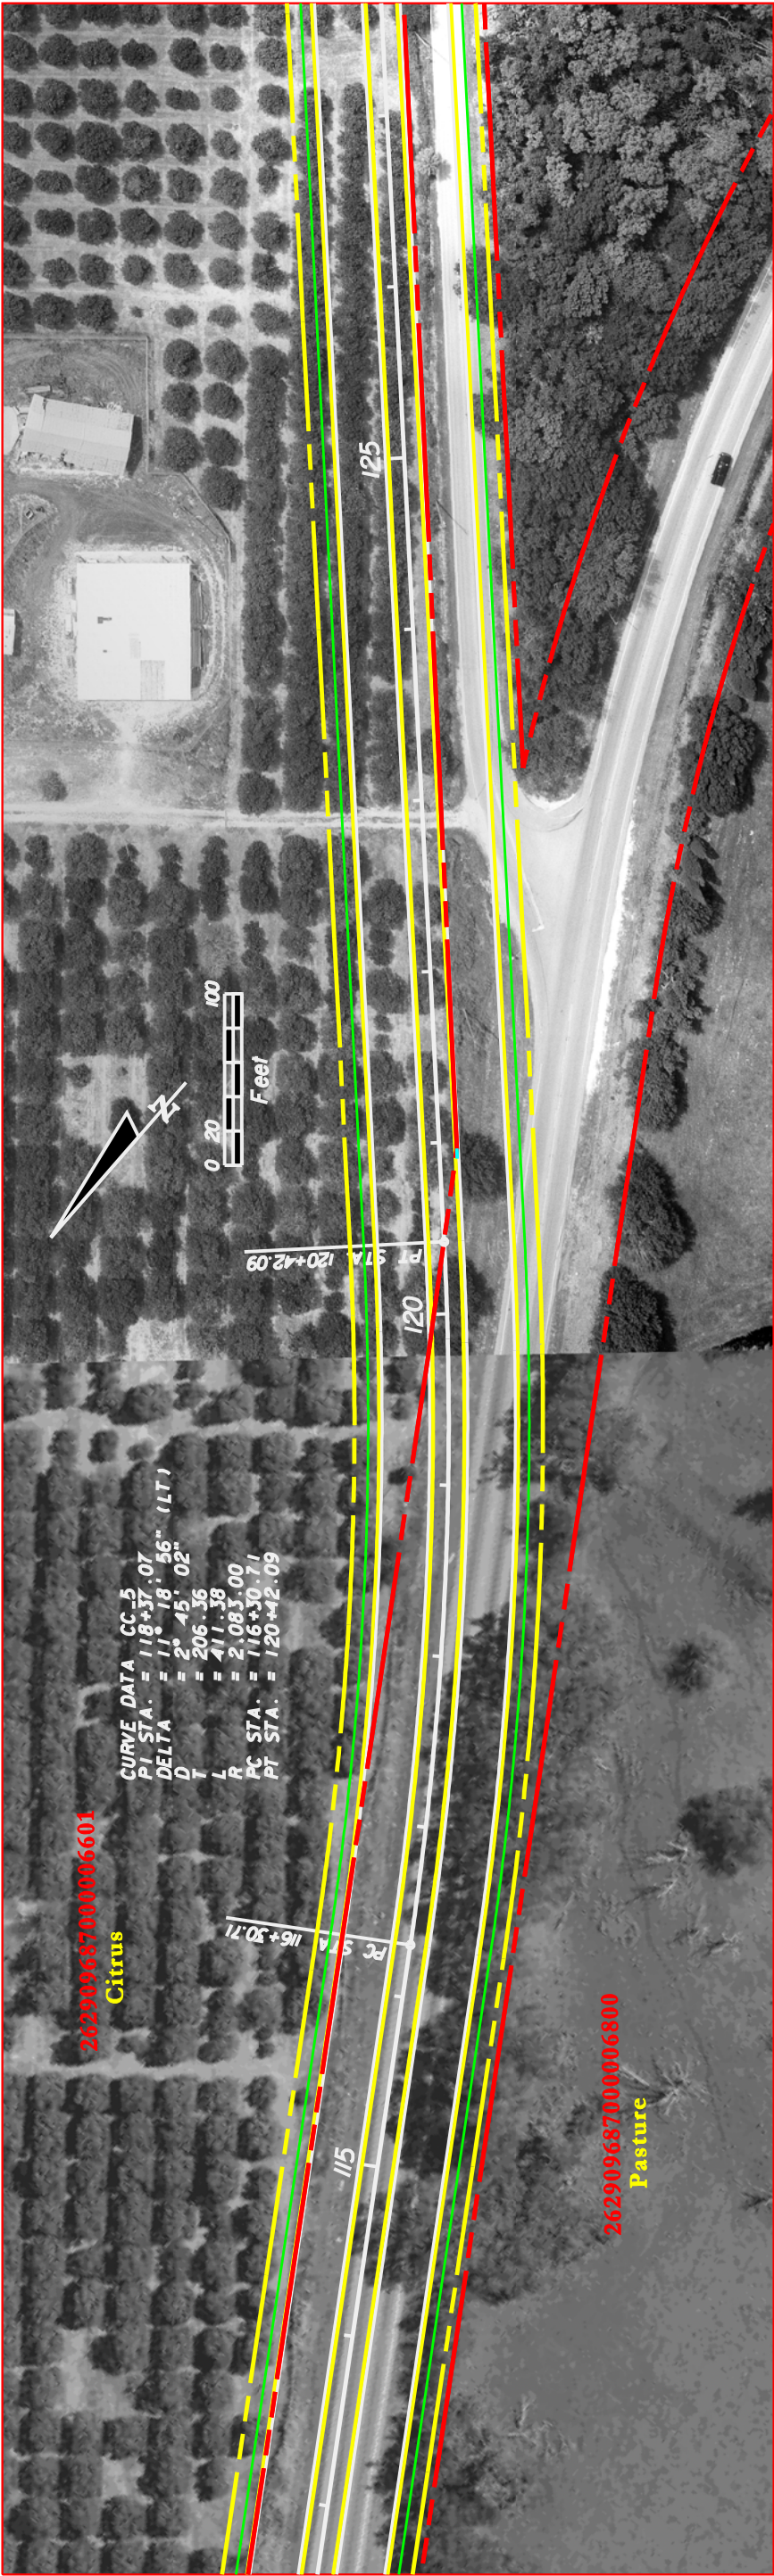 125
0 20 100
Feet
N
PT STA 120+42.09
120
CURVE DATA CC_5
PI STA. = 118+37.07
DELTA = 11° 18' 56" (LT)
D = 2° 45' 02"
T = 206.36
L = 411.38
R = 2,083.00
PC STA. = 116+30.71
PT STA. = 120+42.09
262909687000006601
Citrus
PC STA 116+30.71
115
262909687000006800
Pasture